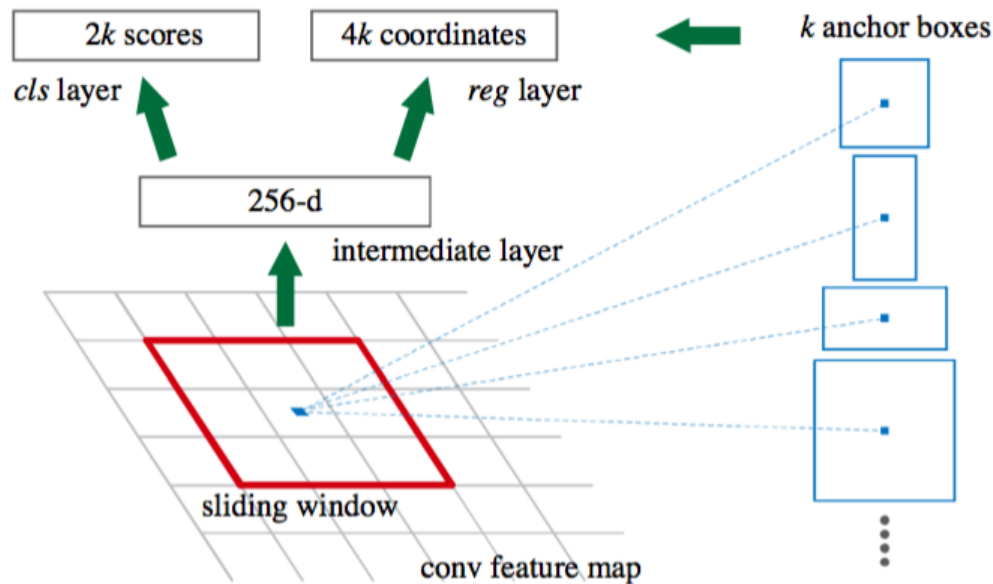 2k scores
4k coordinates
k anchor boxes
cls layer
reg layer
256-d
intermediate layer
sliding window
conv feature map